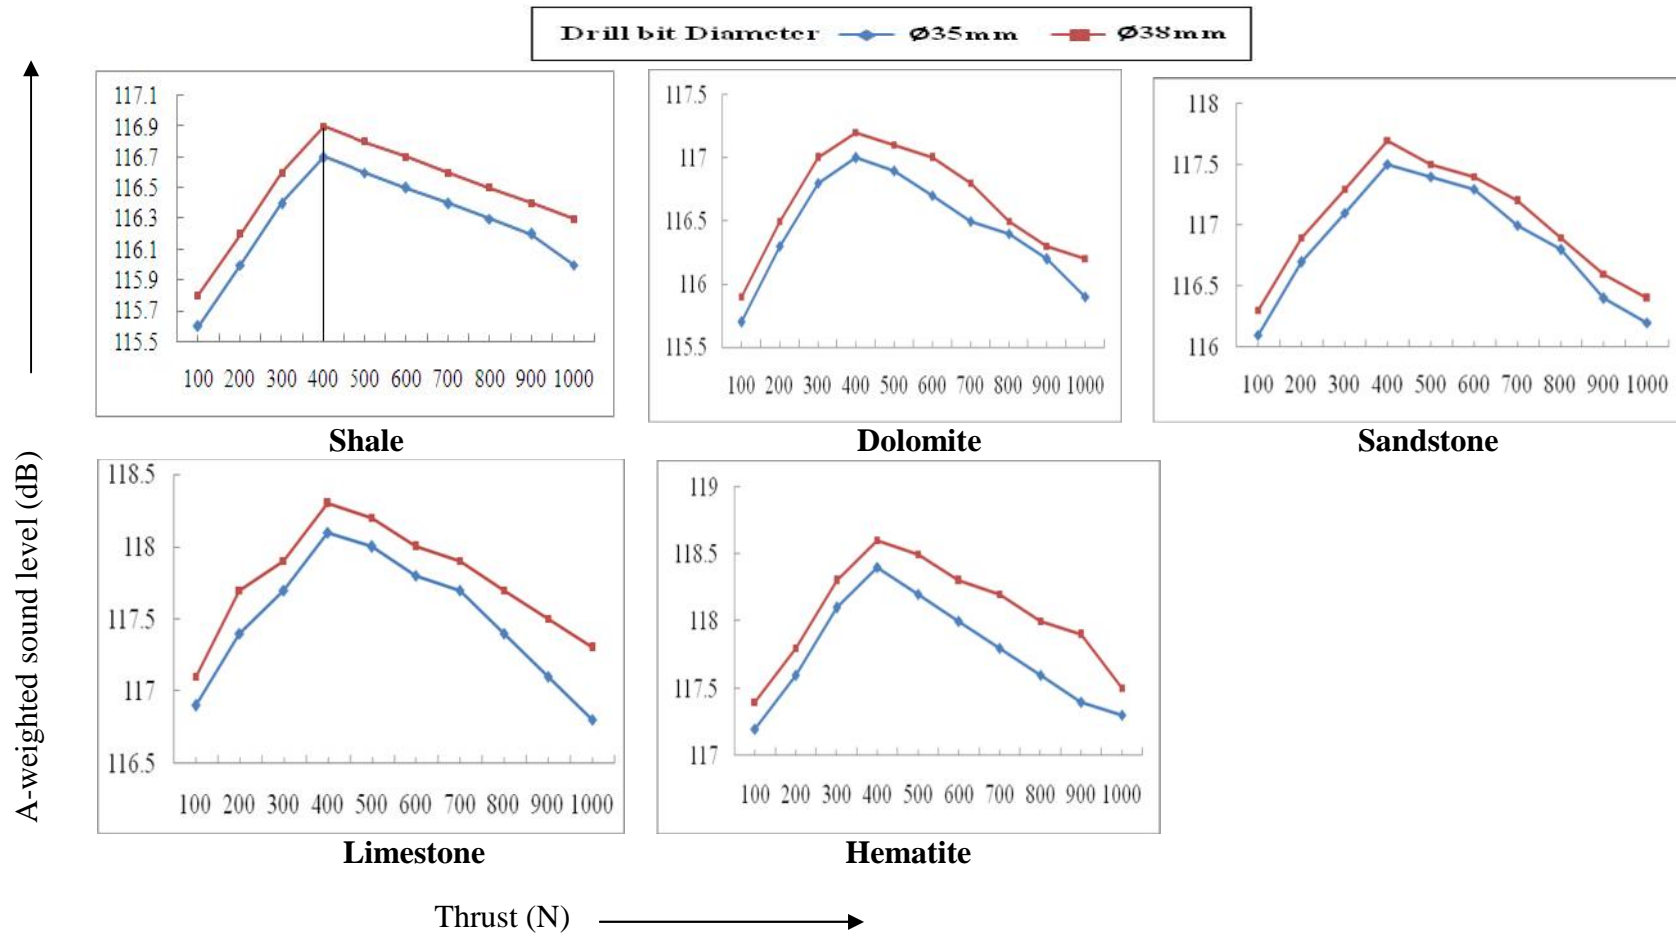 Drill bit Diameter Ø35mm Ø38mm
117.1
116.9
116.7
116.5
116.3
116.1
115.9
115.7
115.5
100 200 300 400 500 600 700 800 900 1000
Shale
117.5
117
116.5
116
115.5
100 200 300 400 500 600 700 800 900 1000
Dolomite
118
117.5
117
116.5
116
100 200 300 400 500 600 700 800 900 1000
Sandstone
A-weighted sound level (dB)
118.5
118
117.5
117
116.5
100 200 300 400 500 600 700 800 900 1000
Limestone
119
118.5
118
117.5
117
100 200 300 400 500 600 700 800 900 1000
Hematite
Thrust (N)